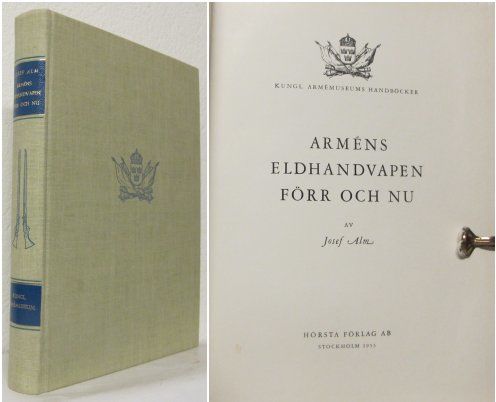 JOSEF ALM
ARMÉNS
ELDHANDVAPEN
FÖRR OCH NU
KUNGL.
ARMÉMUSEUM
KUNGL. ARMÉMUSEUMS HANDBÖCKER
ARMÉNS
ELDHANDVAPEN
FÖRR OCH NU
AV
Josef Alm
HÖRSTA FÖRLAG AB
STOCKHOLM 1953